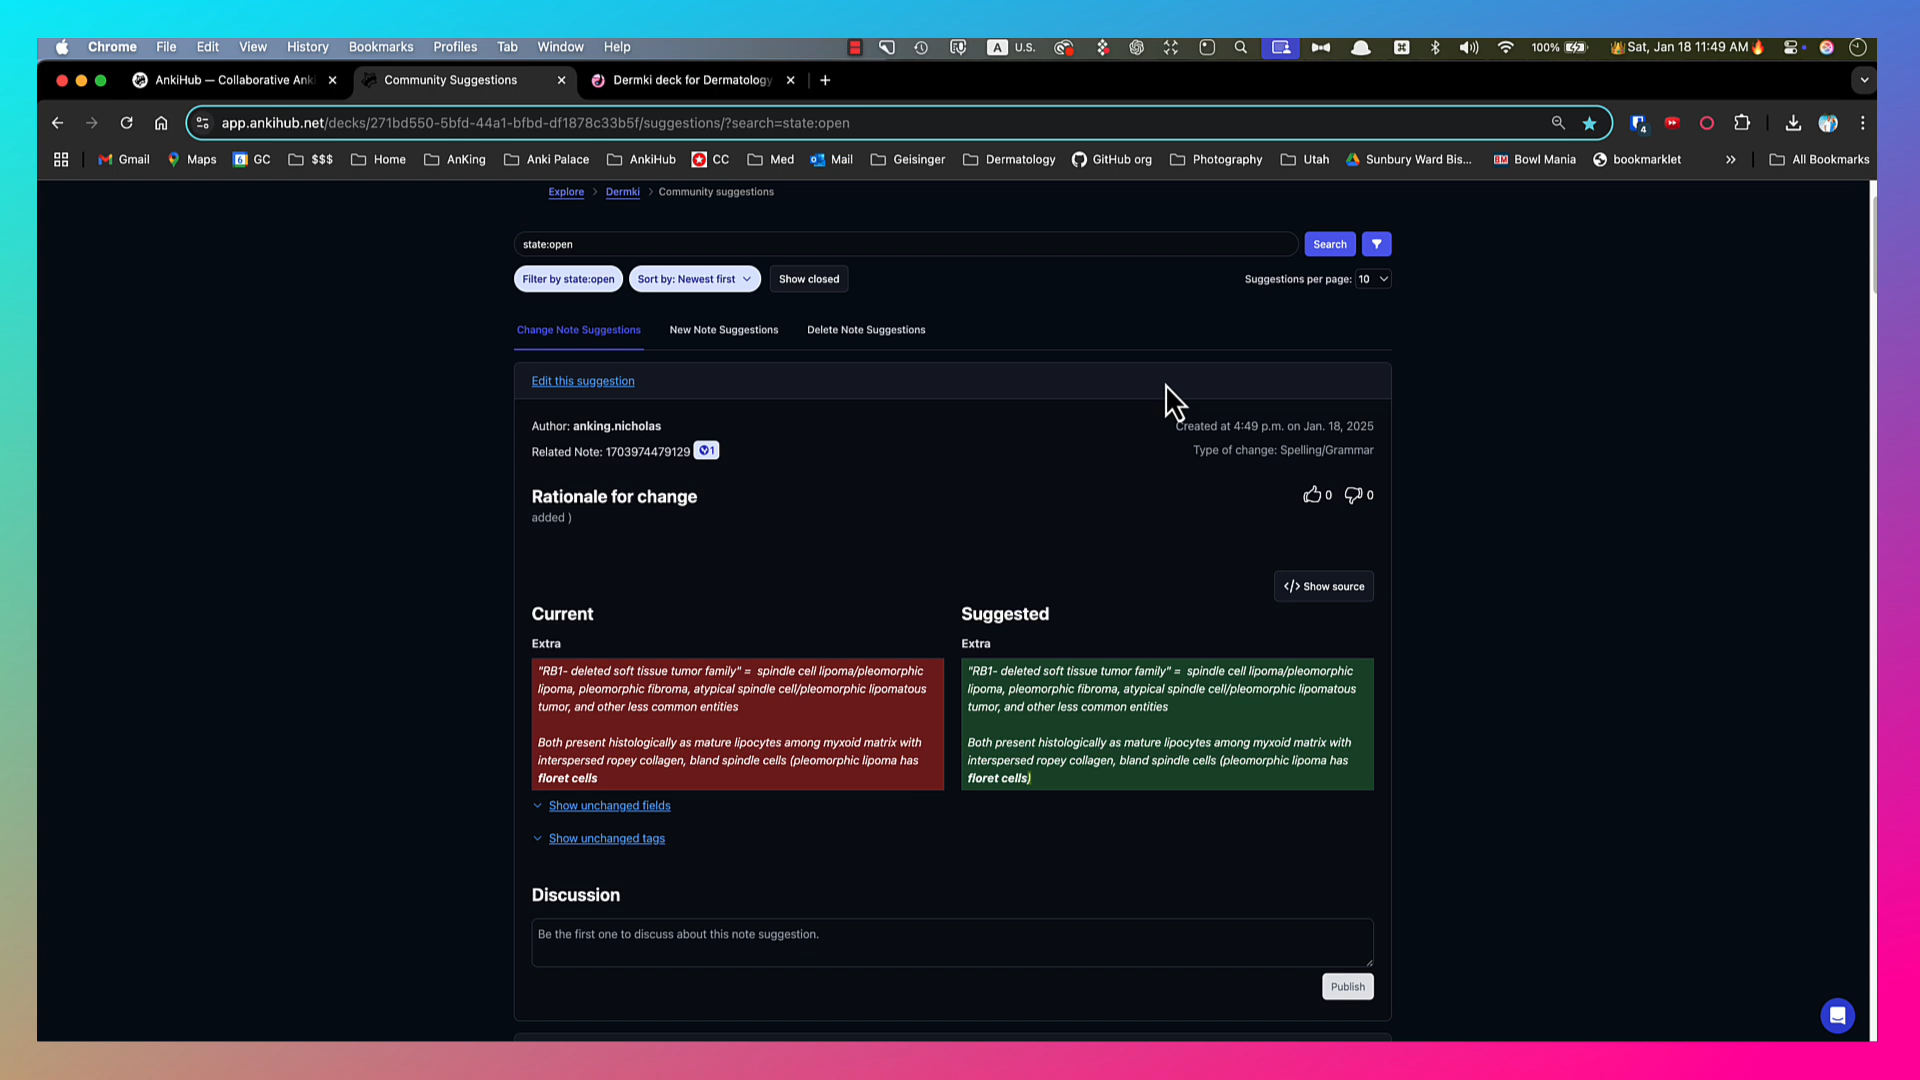 Chrome File Edit View History Bookmarks Profiles Tab Window Help A U.S. 100% Sat, Jan 18 11:49 AM
AnkiHub — Collaborative Anki Community Suggestions Dermki deck for Dermatology
app.ankihub.net/decks/271bd550-5bfd-44a1-bfbd-df1878c33b5f/suggestions/?search=state:open 4
Gmail Maps 6 GC $$$ Home AnKing Anki Palace AnkiHub CC Med Mail Geisinger Dermatology GitHub org Photography Utah Sunbury Ward Bis... BM Bowl Mania bookmarklet » All Bookmarks
Explore > Dermki > Community suggestions
state:open Search
Filter by state:open Sort by: Newest first Show closed Suggestions per page: 10
Change Note Suggestions New Note Suggestions Delete Note Suggestions
Edit this suggestion
Author: anking.nicholas Created at 4:49 p.m. on Jan. 18, 2025
Related Note: 1703974479129 1 Type of change: Spelling/Grammar
Rationale for change 0 0
added )
</> Show source
Current
Extra
"RB1- deleted soft tissue tumor family" = spindle cell lipoma/pleomorphic
lipoma, pleomorphic fibroma, atypical spindle cell/pleomorphic lipomatous
tumor, and other less common entities
Both present histologically as mature lipocytes among myxoid matrix with
interspersed ropey collagen, bland spindle cells (pleomorphic lipoma has
floret cells
Suggested
Extra
"RB1- deleted soft tissue tumor family" = spindle cell lipoma/pleomorphic
lipoma, pleomorphic fibroma, atypical spindle cell/pleomorphic lipomatous
tumor, and other less common entities
Both present histologically as mature lipocytes among myxoid matrix with
interspersed ropey collagen, bland spindle cells (pleomorphic lipoma has
floret cells)
Show unchanged fields
Show unchanged tags
Discussion
Be the first one to discuss about this note suggestion.
Publish